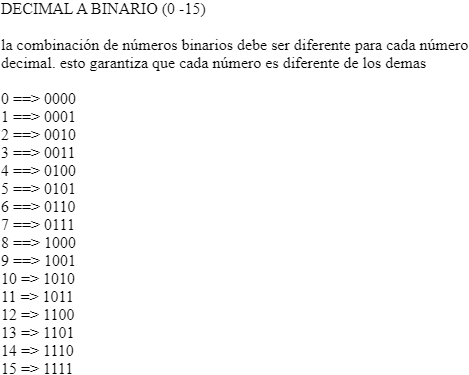 DECIMAL A BINARIO (0 -15)
la combinación de números binarios debe ser diferente para cada número
decimal. esto garantiza que cada número es diferente de los demas
0 ==> 0000
1 ==> 0001
2 ==> 0010
3 ==> 0011
4 ==> 0100
5 ==> 0101
6 ==> 0110
7 ==> 0111
8 ==> 1000
9 ==> 1001
10 => 1010
11 => 1011
12 => 1100
13 => 1101
14 => 1110
15 => 1111